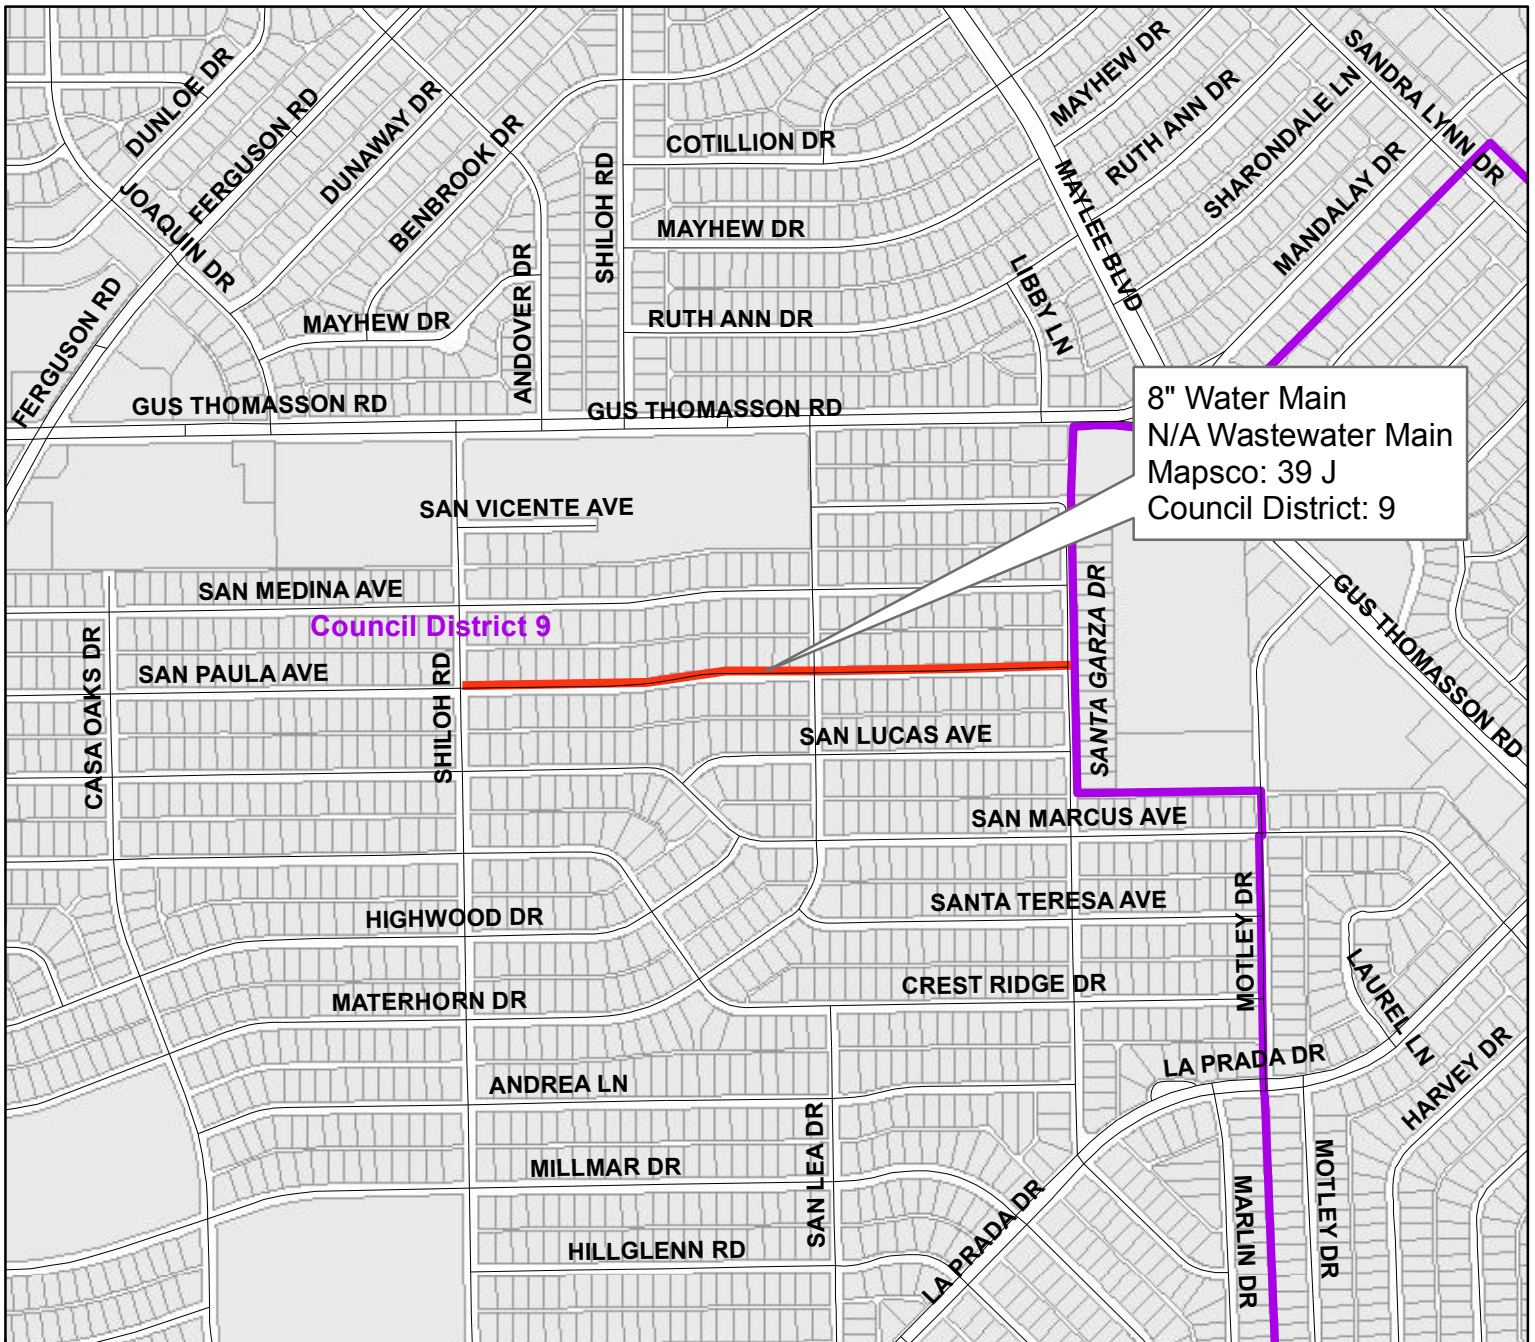 DUNLOE DR
FERGUSON RD
DUNAWAY DR
BENBROOK DR
JOAQUIN DR
SHILOH RD
COTILLION DR
MAYHEW DR
MAYHEW DR
RUTH ANN DR
SHARONDALE LN
SANDRA LYNN DR
MANDALAY DR
MAYLEE BLVD
LIBBY LN
ANDOVER DR
MAYHEW DR
RUTH ANN DR
FERGUSON RD
GUS THOMASSON RD
GUS THOMASSON RD
8" Water Main
N/A Wastewater Main
Mapsco: 39 J
Council District: 9
SAN VICENTE AVE
SAN MEDINA AVE
Council District 9
SAN PAULA AVE
CASA OAKS DR
SHILOH RD
SANTA GARZA DR
GUS THOMASSON RD
SAN LUCAS AVE
SAN MARCUS AVE
HIGHWOOD DR
SANTA TERESA AVE
MOTLEY DR
MATERHORN DR
CREST RIDGE DR
LAUREL LN
LA PRADA DR
HARVEY DR
ANDREA LN
SAN LEA DR
MILLMAR DR
HILLGLENN RD
LA PRADA DR
MARLIN DR
MOTLEY DR